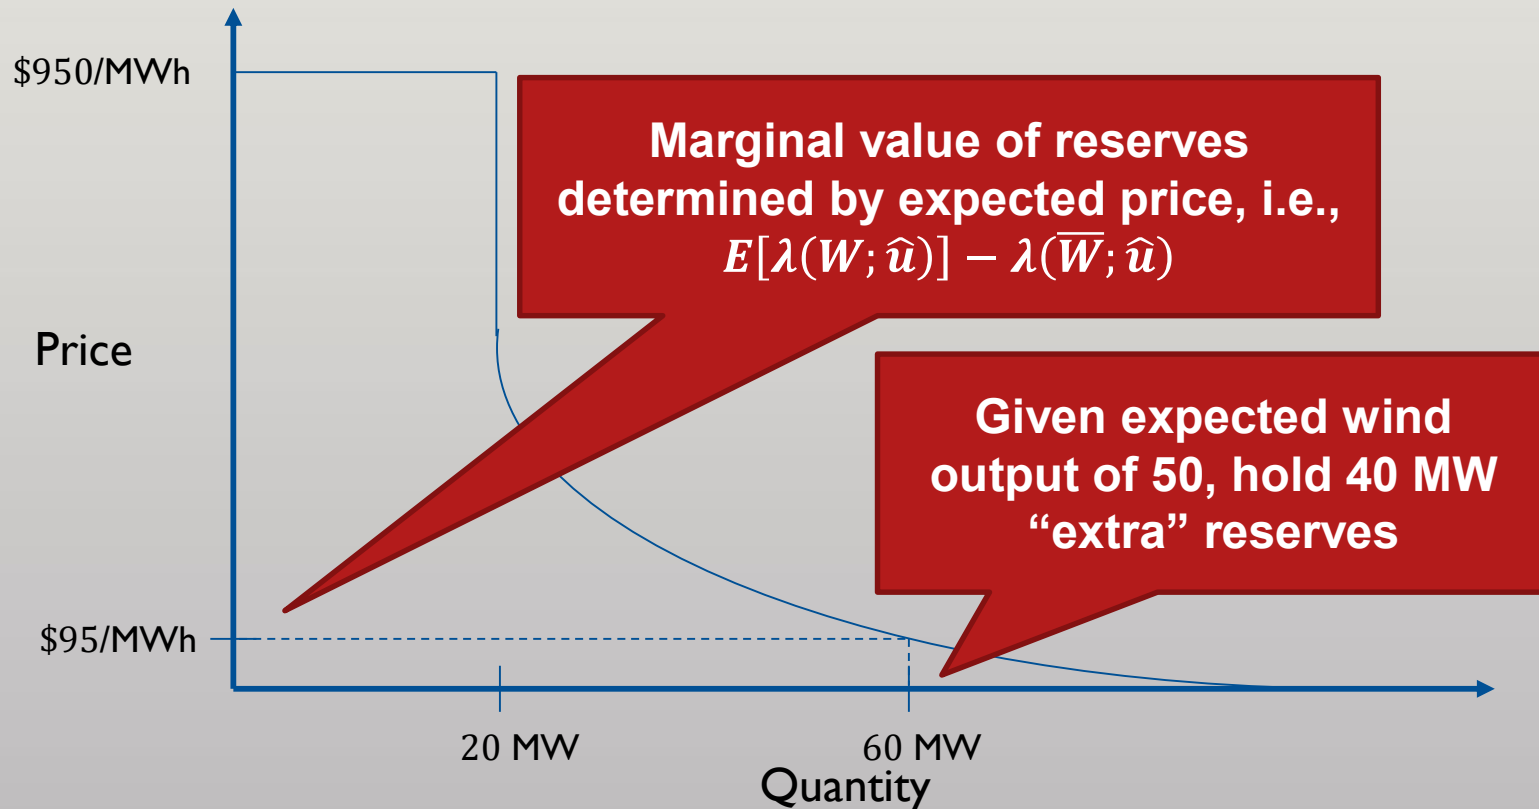 $950/MWh
Marginal value of reserves
determined by expected price, i.e.,
E[λ(W; û)] − λ(W̅; û)
Price
Given expected wind
output of 50, hold 40 MW
“extra” reserves
$95/MWh
20 MW
60 MW
Quantity